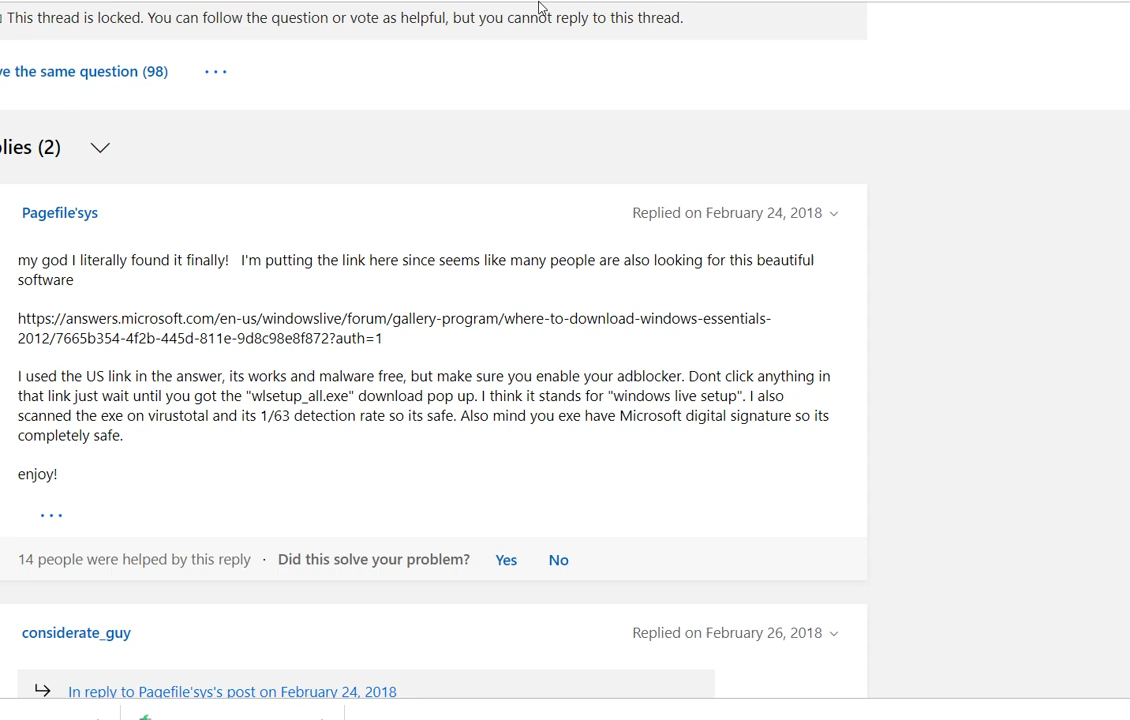 This thread is locked. You can follow the question or vote as helpful, but you cannot reply to this thread.
ve the same question (98)
plies (2)
Pagefile'sys
Replied on February 24, 2018
my god I literally found it finally!   I'm putting the link here since seems like many people are also looking for this beautiful
software
https://answers.microsoft.com/en-us/windowslive/forum/gallery-program/where-to-download-windows-essentials-
2012/7665b354-4f2b-445d-811e-9d8c98e8f872?auth=1
I used the US link in the answer, its works and malware free, but make sure you enable your adblocker. Dont click anything in
that link just wait until you got the "wlsetup_all.exe" download pop up. I think it stands for "windows live setup". I also
scanned the exe on virustotal and its 1/63 detection rate so its safe. Also mind you exe have Microsoft digital signature so its
completely safe.
enjoy!
14 people were helped by this reply · Did this solve your problem? Yes No
considerate_guy
Replied on February 26, 2018
In reply to Pagefile'sys's post on February 24, 2018